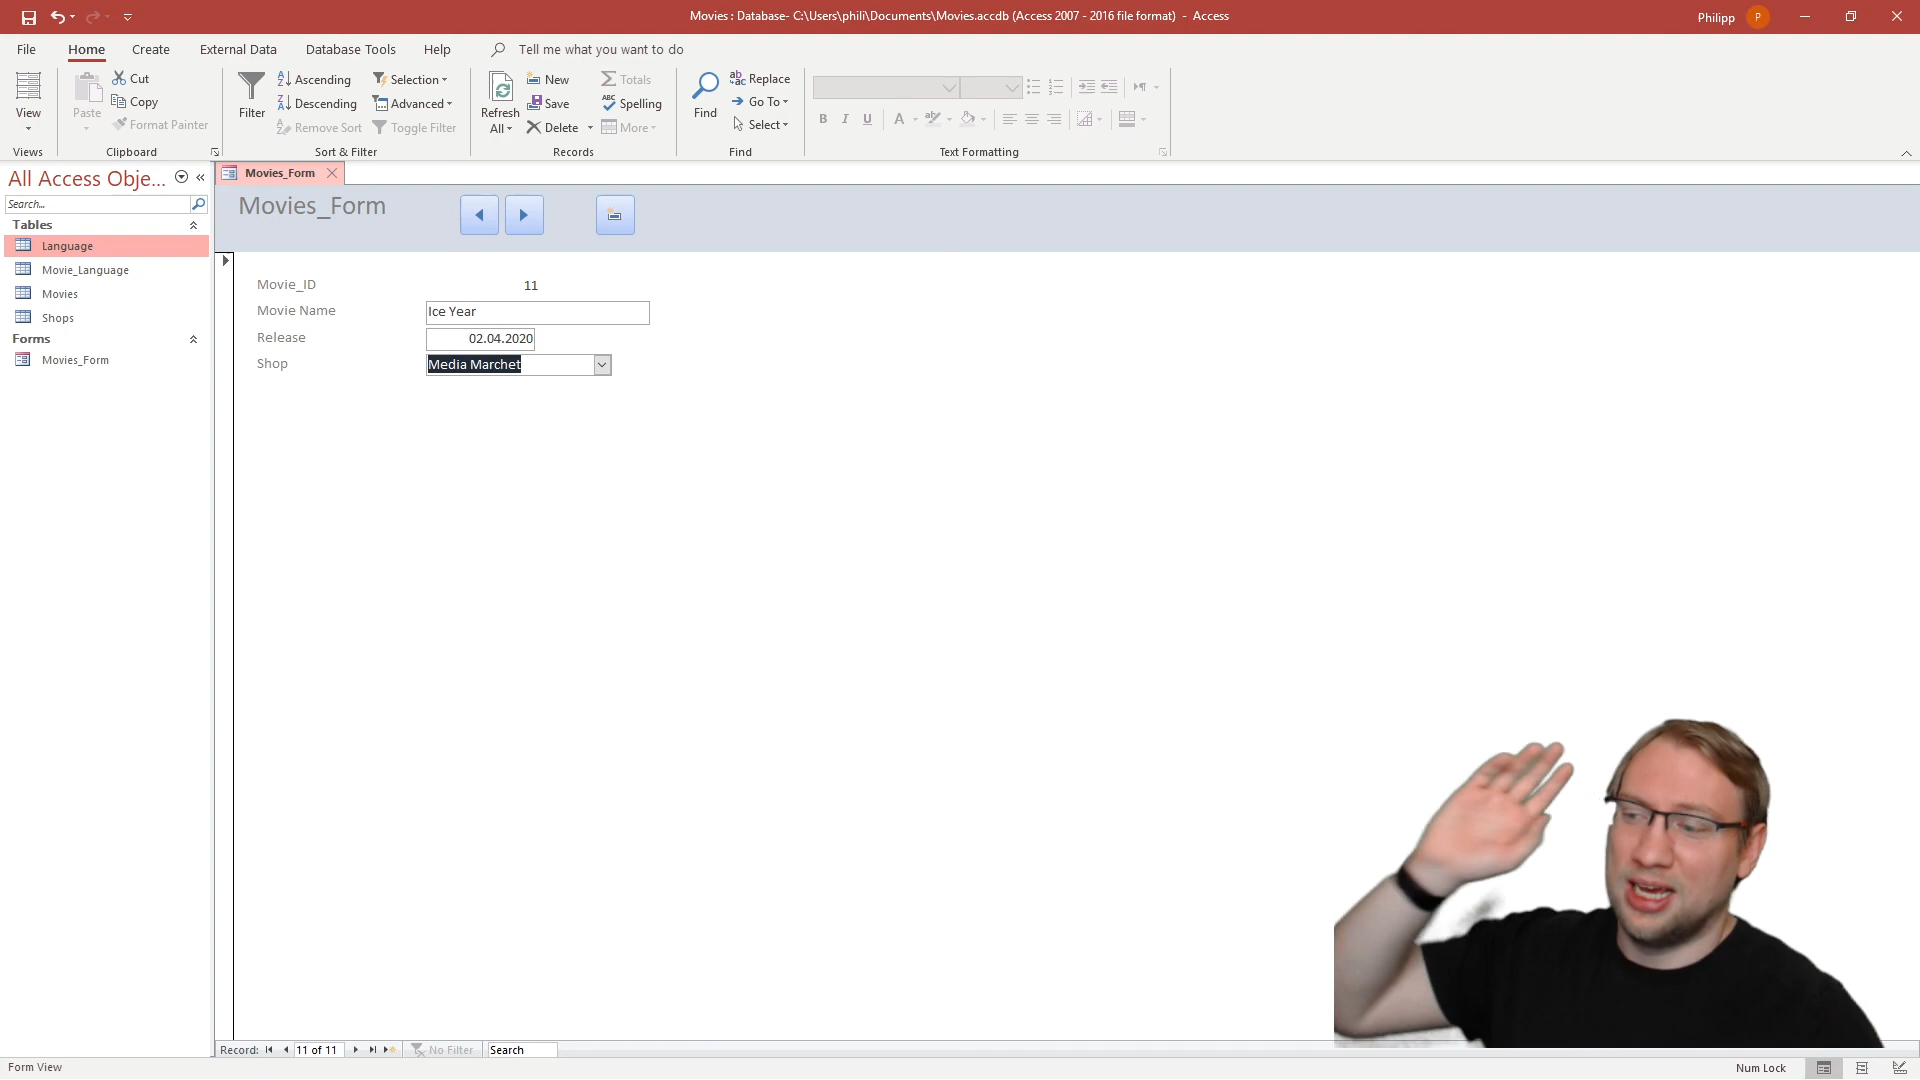 Movies : Database- C:\Users\phili\Documents\Movies.accdb (Access 2007 - 2016 file format) - Access
Philipp P
File Home Create External Data Database Tools Help Tell me what you want to do
View
Views
Paste
Cut
Copy
Format Painter
Clipboard
Filter
Ascending
Descending
Remove Sort
Selection
Advanced
Toggle Filter
Sort & Filter
Refresh
All
New
Save
Delete
Totals
Spelling
More
Records
Find
Replace
Go To
Select
Find
B I U A
Text Formatting
All Access Obje...
Search...
Tables
Language
Movie_Language
Movies
Shops
Forms
Movies_Form
Movies_Form
Movies_Form
Movie_ID 11
Movie Name Ice Year
Release 02.04.2020
Shop Media Marchet
Record: 11 of 11 No Filter Search
Form View
Num Lock